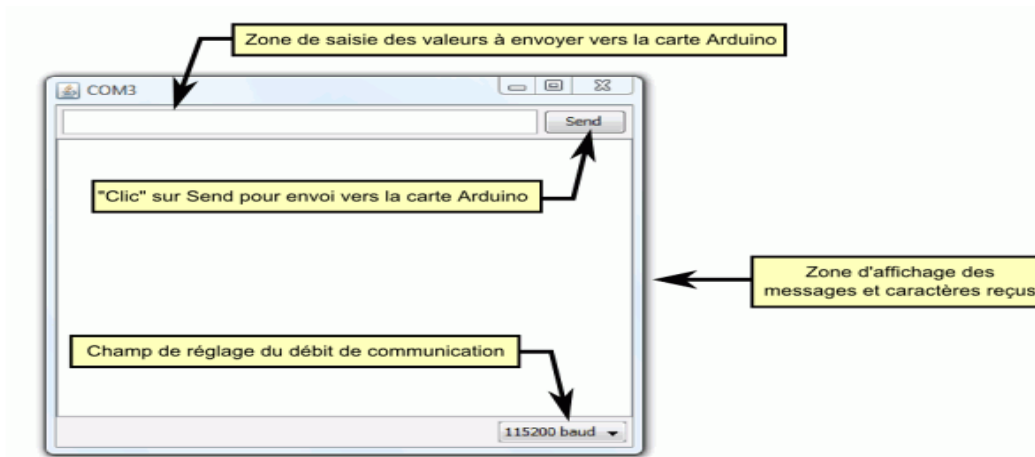 Zone de saisie des valeurs à envoyer vers la carte Arduino
COM3
Send
"Clic" sur Send pour envoi vers la carte Arduino
Zone d'affichage des
messages et caractères reçus
Champ de réglage du débit de communication
115200 baud